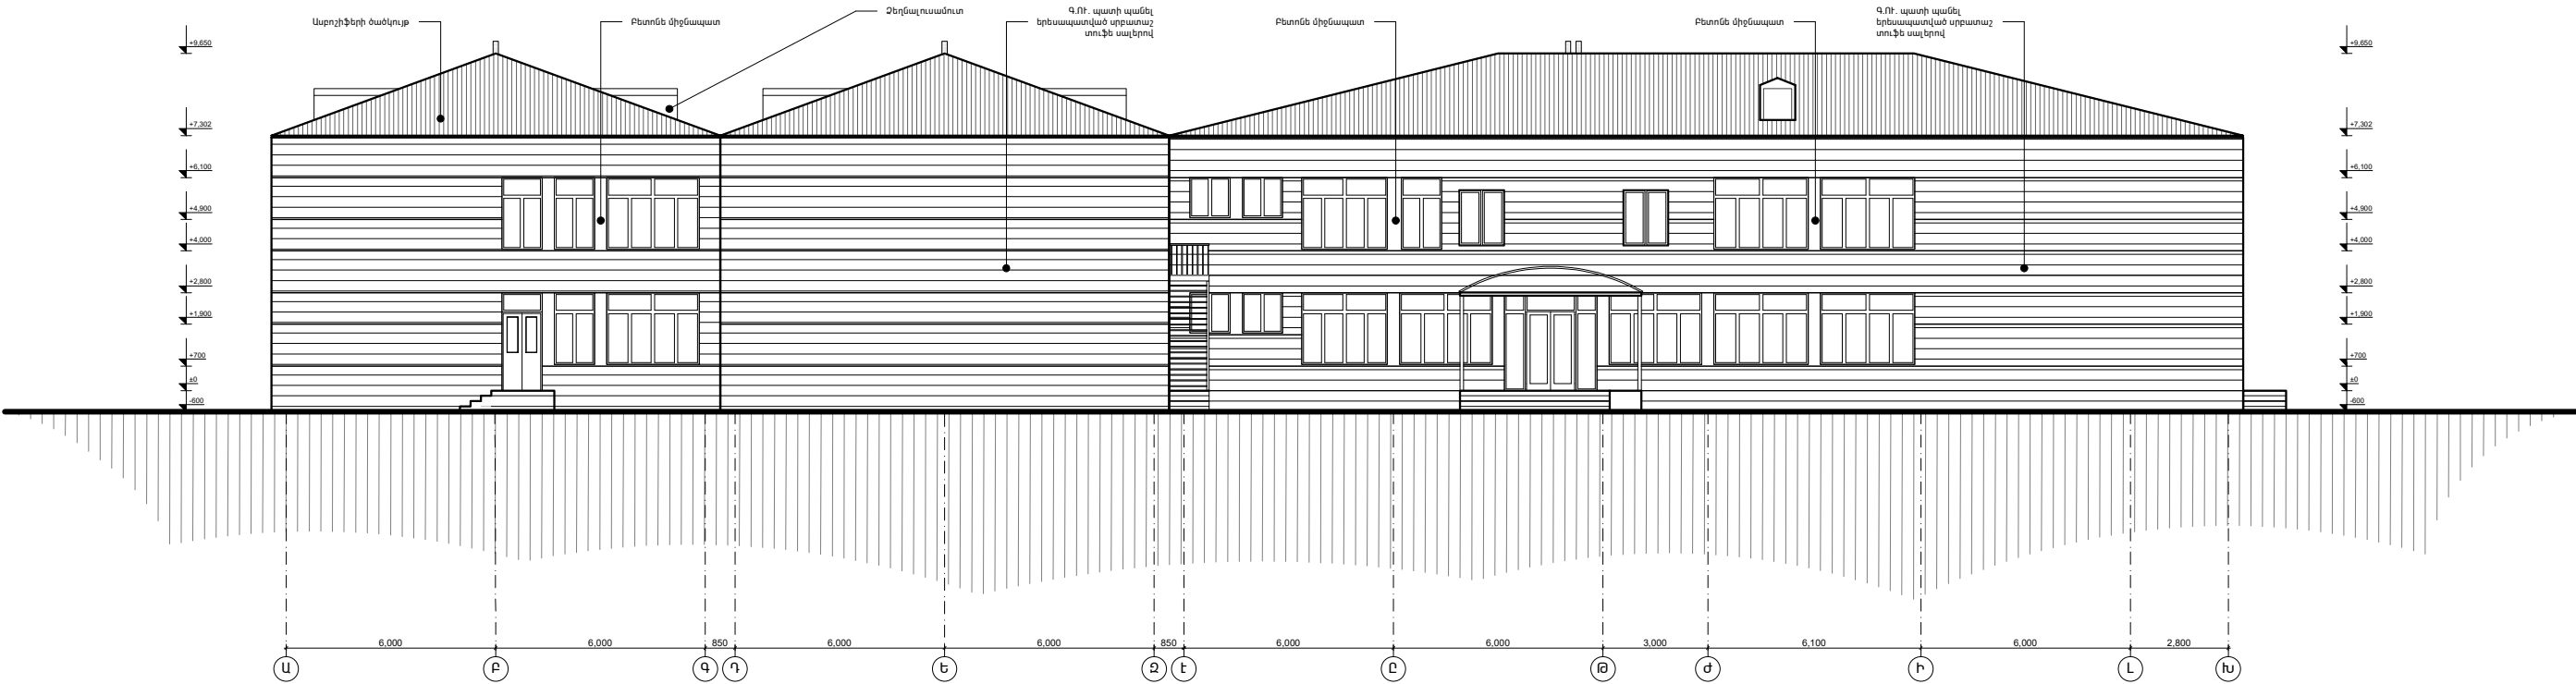 Ասբոշիֆերի ծածկույթ
Բետոնե միջնապատ
Ձեղնալուսամուտ
Գ.ՈՒ. պատի պանել
երեսապատված սրբատաշ
տուֆե սալերով
Բետոնե միջնապատ
Բետոնե միջնապատ
Գ.ՈՒ. պատի պանել
երեսապատված սրբատաշ
տուֆե սալերով
+9,650
+7,302
+6,100
+4,900
+4,000
+2,800
+1,900
+700
±0
-600
+9,650
+7,302
+6,100
+4,900
+4,000
+2,800
+1,900
+700
±0
-600
6,000 6,000 850 6,000 6,000 850 6,000 6,000 3,000 6,100 6,000 2,800
Ա Բ Գ Դ Ե Զ Է Ը Թ Ժ Ի Լ Խ